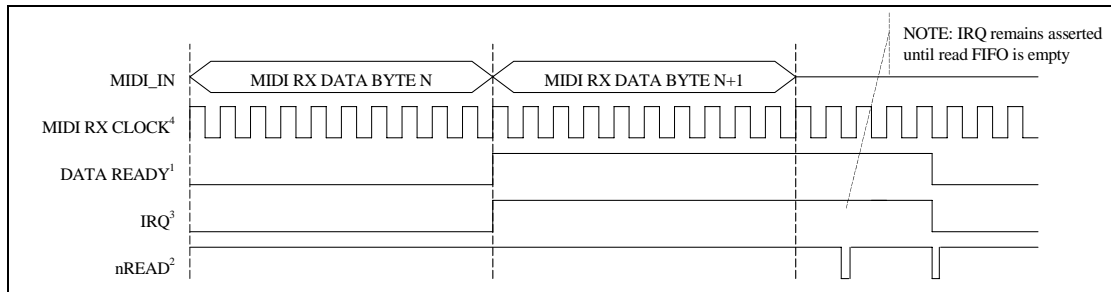 NOTE: IRQ remains asserted
until read FIFO is empty
MIDI_IN
MIDI RX DATA BYTE N
MIDI RX DATA BYTE N+1
MIDI RX CLOCK⁴
DATA READY¹
IRQ³
nREAD²